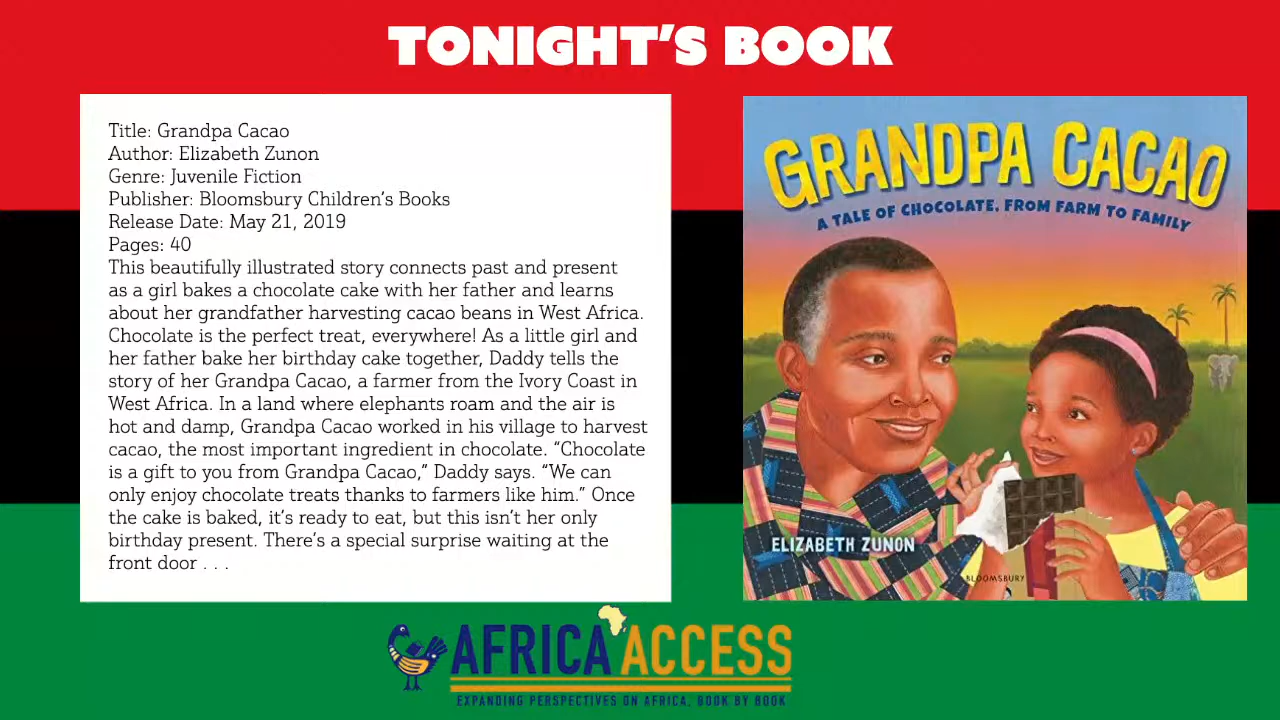 TONIGHT'S BOOK
Title: Grandpa Cacao
Author: Elizabeth Zunon
Genre: Juvenile Fiction
Publisher: Bloomsbury Children's Books
Release Date: May 21, 2019
Pages: 40
This beautifully illustrated story connects past and present
as a girl bakes a chocolate cake with her father and learns
about her grandfather harvesting cacao beans in West Africa.
Chocolate is the perfect treat, everywhere! As a little girl and
her father bake her birthday cake together, Daddy tells the
story of her Grandpa Cacao, a farmer from the Ivory Coast in
West Africa. In a land where elephants roam and the air is
hot and damp, Grandpa Cacao worked in his village to harvest
cacao, the most important ingredient in chocolate. “Chocolate
is a gift to you from Grandpa Cacao,” Daddy says. “We can
only enjoy chocolate treats thanks to farmers like him.” Once
the cake is baked, it’s ready to eat, but this isn’t her only
birthday present. There’s a special surprise waiting at the
front door . . .
GRANDPA CACAO
A TALE OF CHOCOLATE, FROM FARM TO FAMILY
ELIZABETH ZUNON
BLOOMSBURY
AFRICA ACCESS
EXPANDING PERSPECTIVES ON AFRICA, BOOK BY BOOK